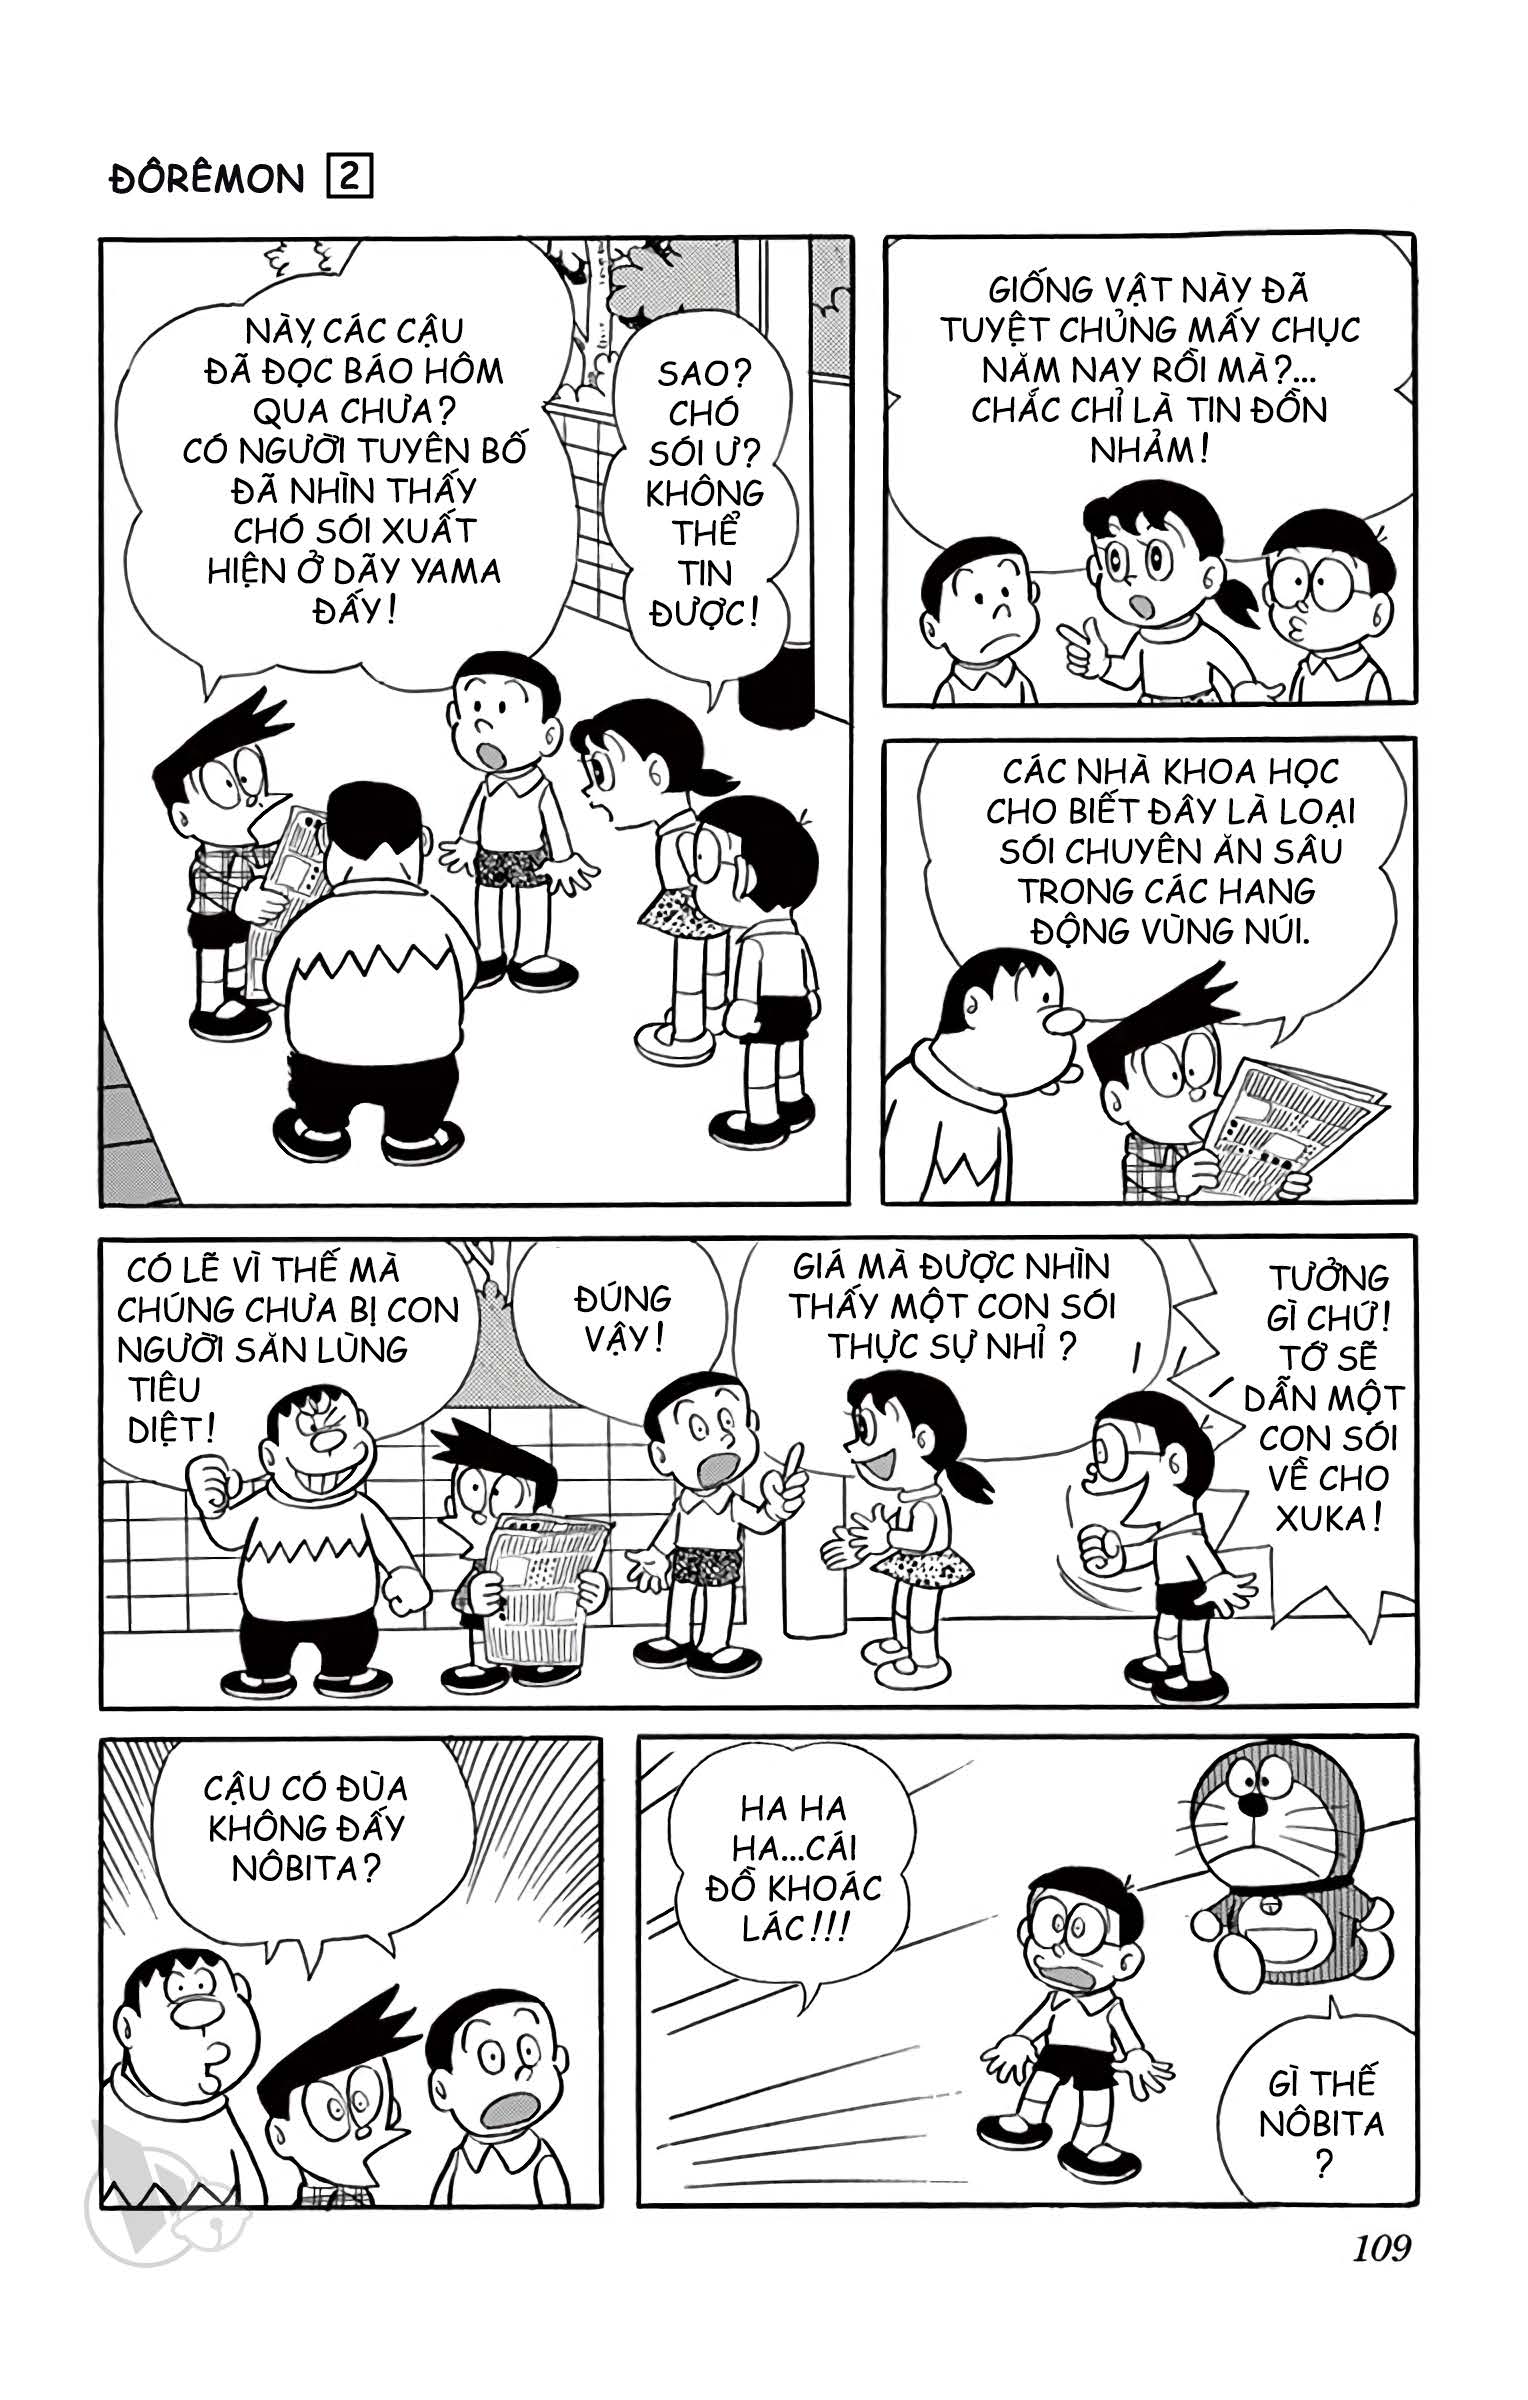 ĐÔRÊMON 2
NÀY, CÁC CẬU
ĐÃ ĐỌC BÁO HÔM
QUA CHƯA?
CÓ NGƯỜI TUYÊN BỐ
ĐÃ NHÌN THẤY
CHÓ SÓI XUẤT
HIỆN Ở DÃY YAMA
ĐẤY!
SAO?
CHÓ
SÓI Ư?
KHÔNG
THỂ
TIN
ĐƯỢC!
GIỐNG VẬT NÀY ĐÃ
TUYỆT CHỦNG MẤY CHỤC
NĂM NAY RỒI MÀ?...
CHẮC CHỈ LÀ TIN ĐỒN
NHẢM!
CÁC NHÀ KHOA HỌC
CHO BIẾT ĐÂY LÀ LOẠI
SÓI CHUYÊN ĂN SÂU
TRONG CÁC HANG
ĐỘNG VÙNG NÚI.
CÓ LẼ VÌ THẾ MÀ
CHÚNG CHƯA BỊ CON
NGƯỜI SĂN LÙNG
TIÊU
DIỆT!
ĐÚNG
VẬY!
GIÁ MÀ ĐƯỢC NHÌN
THẤY MỘT CON SÓI
THỰC SỰ NHỈ ?
TƯỞNG
GÌ CHỨ!
TỚ SẼ
DẪN MỘT
CON SÓI
VỀ CHO
XUKA!
CẬU CÓ ĐÙA
KHÔNG ĐẤY
NÔBITA?
HA HA
HA...CÁI
ĐỒ KHOÁC
LÁC!!!
GÌ THẾ
NÔBITA
?
109